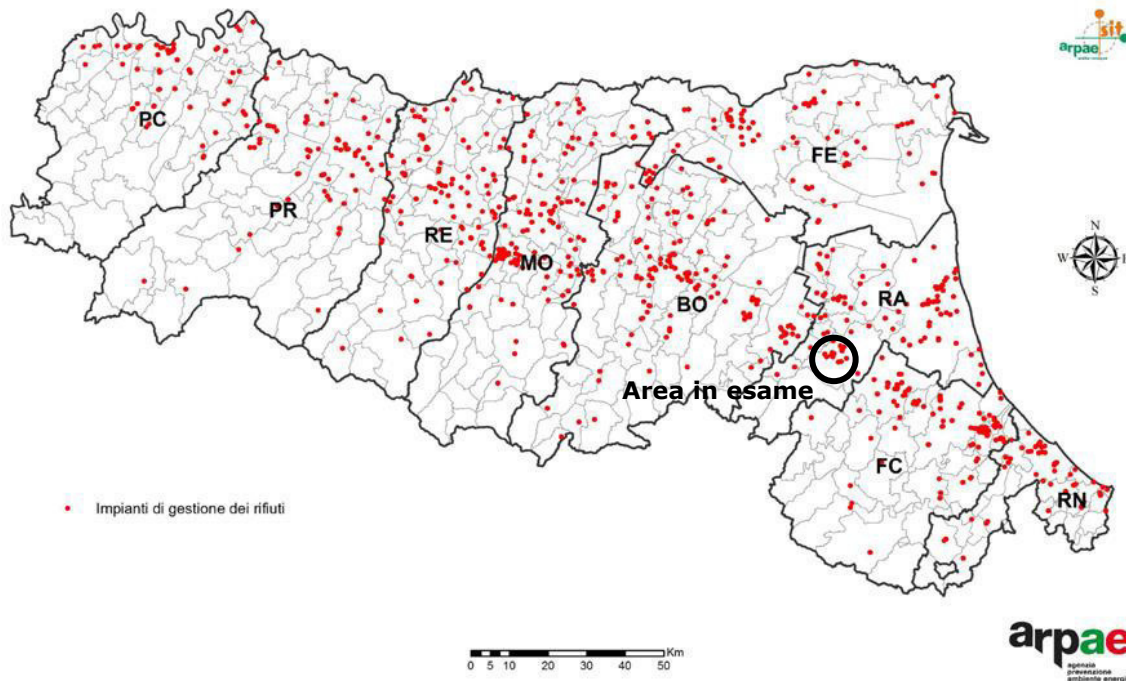 sit
arpae
PC
FE
PR
N
W
E
S
RE
MO
RA
BO
Area in esame
FC
RN
Impianti di gestione dei rifiuti
Km
0 5 10 20 30 40 50
arpae
agenzia
prevenzione
ambiente energia